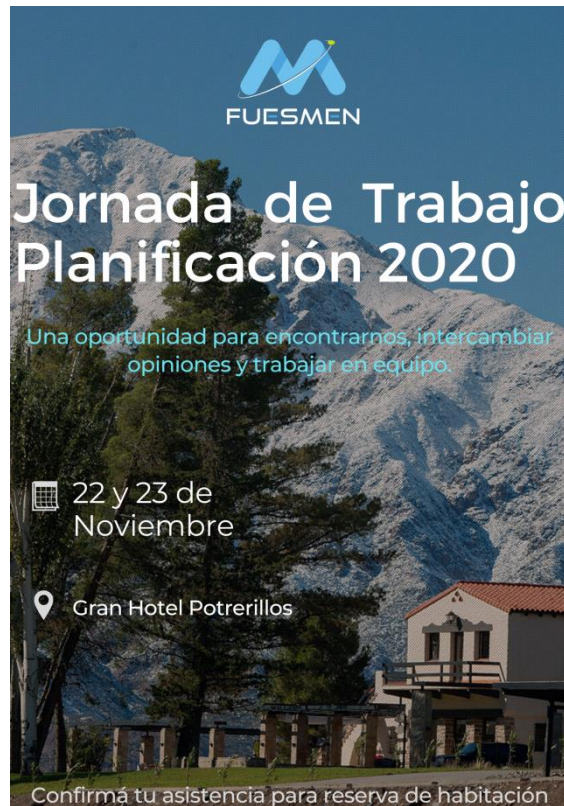 FUESMEN
Jornada de Trabajo
Planificación 2020
Una oportunidad para encontrarnos, intercambiar
opiniones y trabajar en equipo.
22 y 23 de
Noviembre
Gran Hotel Potrerillos
Confirmá tu asistencia para reserva de habitación